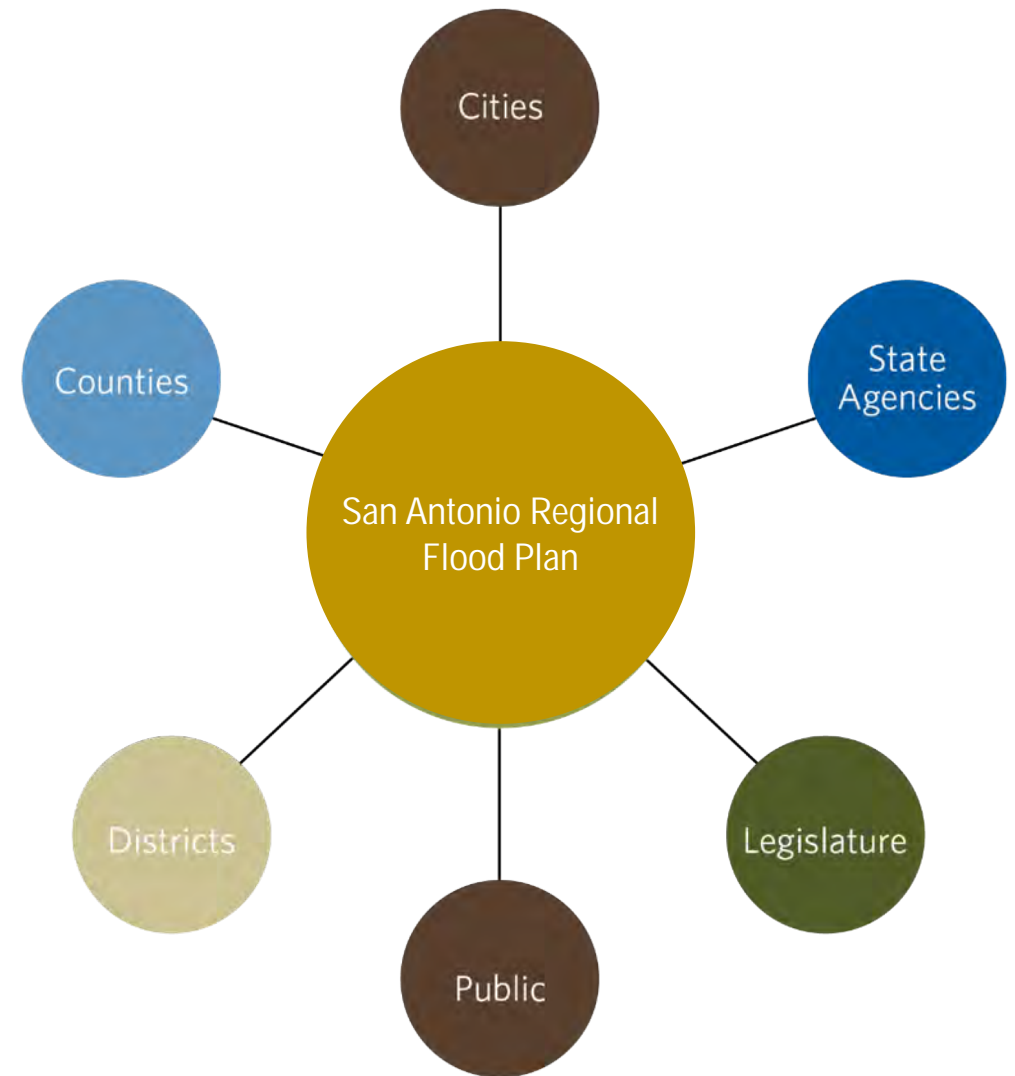 Cities
State
Agencies
Counties
San Antonio Regional
Flood Plan
Districts
Legislature
Public